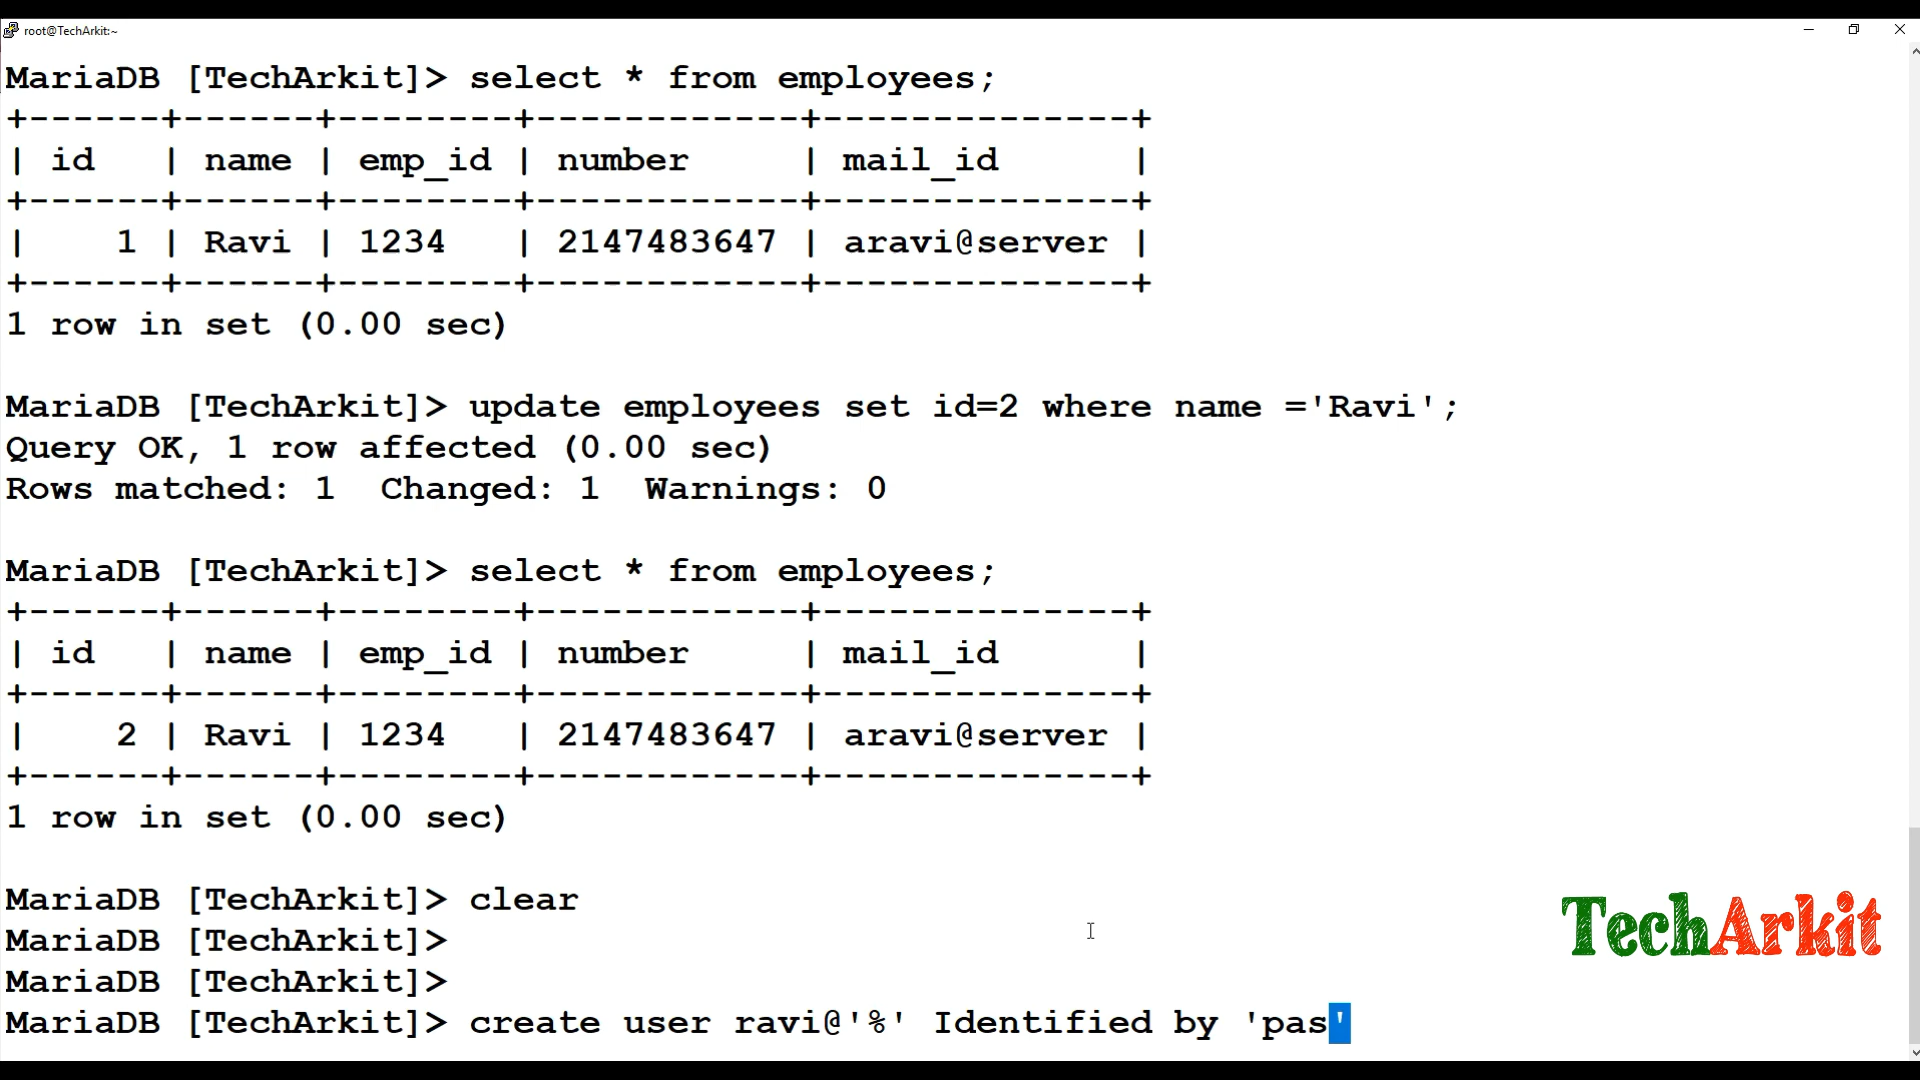 root@TechArkit:~
MariaDB [TechArkit]> select * from employees;
+------+------+--------+------------+--------------+
| id   | name | emp_id | number     | mail_id      |
+------+------+--------+------------+--------------+
|    1 | Ravi | 1234   | 2147483647 | aravi@server |
+------+------+--------+------------+--------------+
1 row in set (0.00 sec)
MariaDB [TechArkit]> update employees set id=2 where name ='Ravi';
Query OK, 1 row affected (0.00 sec)
Rows matched: 1  Changed: 1  Warnings: 0
MariaDB [TechArkit]> select * from employees;
+------+------+--------+------------+--------------+
| id   | name | emp_id | number     | mail_id      |
+------+------+--------+------------+--------------+
|    2 | Ravi | 1234   | 2147483647 | aravi@server |
+------+------+--------+------------+--------------+
1 row in set (0.00 sec)
MariaDB [TechArkit]> clear
MariaDB [TechArkit]>
MariaDB [TechArkit]>
MariaDB [TechArkit]> create user ravi@'%' Identified by 'pas'
TechArkit